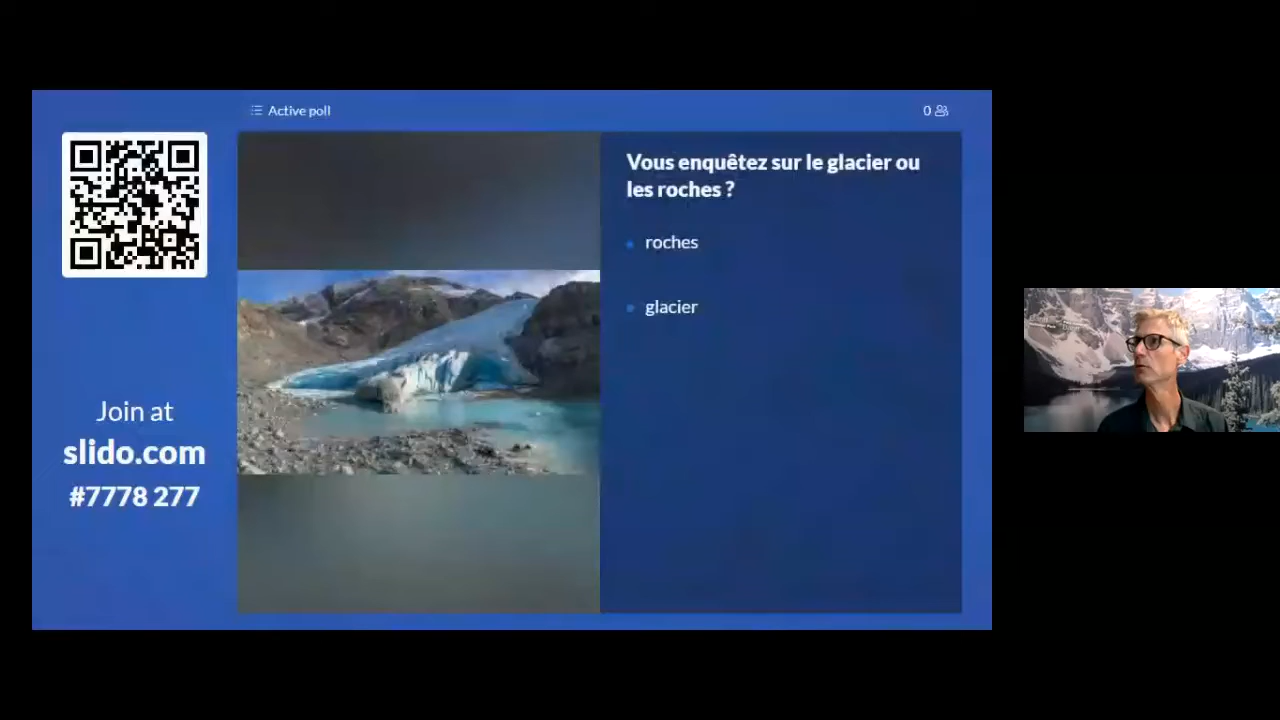 Active poll
0
Vous enquêtez sur le glacier ou
les roches ?
roches
glacier
Join at
slido.com
#7778 277